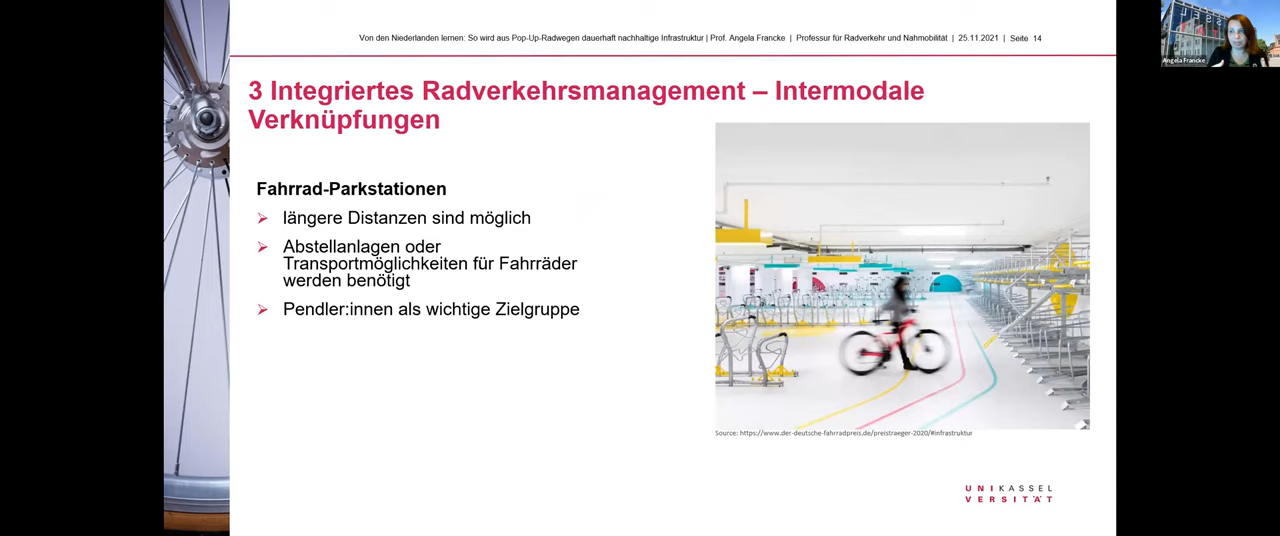 Von den Niederlanden lernen: So wird aus Pop-Up-Radwegen dauerhaft nachhaltige Infrastruktur | Prof. Angela Francke | Professur für Radverkehr und Nahmobilität | 25.11.2021 | Seite 14
Angela Francke
3 Integriertes Radverkehrsmanagement – Intermodale
Verknüpfungen
Fahrrad-Parkstationen
längere Distanzen sind möglich
Abstellanlagen oder
Transportmöglichkeiten für Fahrräder
werden benötigt
Pendler:innen als wichtige Zielgruppe
Source: https://www.der-deutsche-fahrradpreis.de/preistraeger-2020/#infrastruktur
UNIKASSEL
VERSITÄT